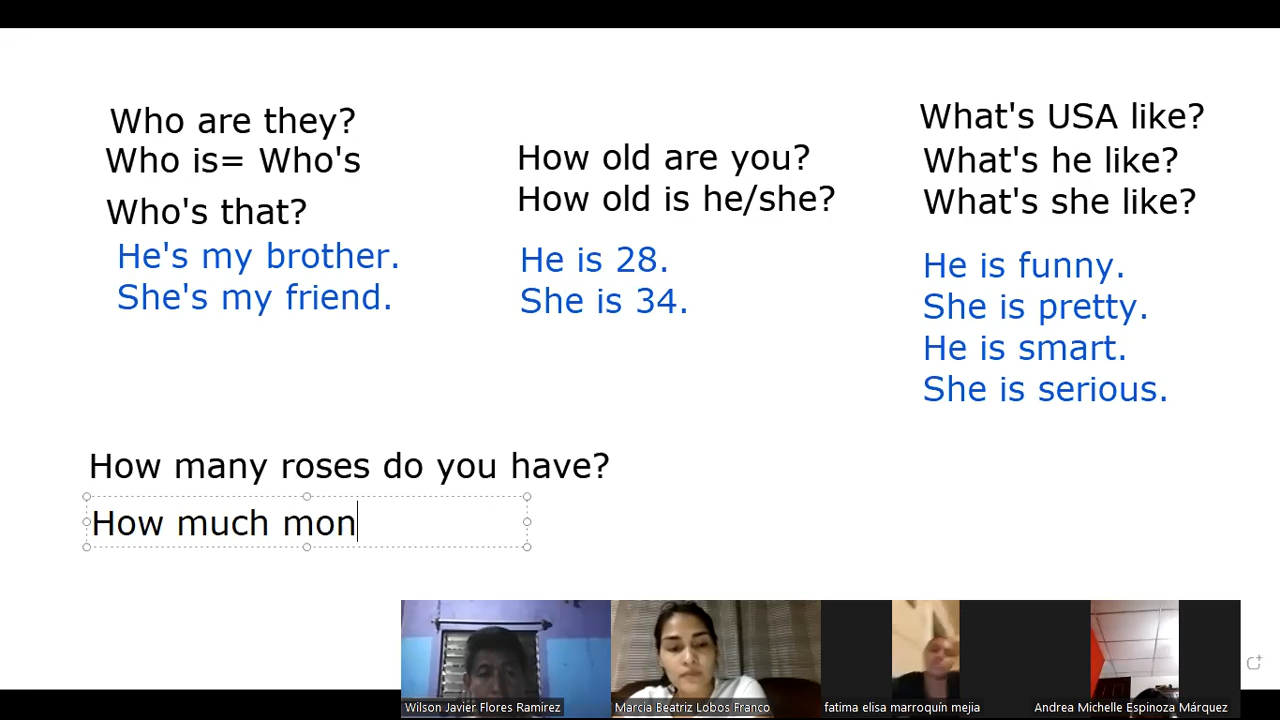 Who are they?
Who is= Who's
Who's that?
He's my brother.
She's my friend.
How old are you?
How old is he/she?
He is 28.
She is 34.
What's USA like?
What's he like?
What's she like?
He is funny.
She is pretty.
He is smart.
She is serious.
How many roses do you have?
How much mon
Wilson Javier Flores Ramirez
Marcia Beatriz Lobos Franco
fatima elisa marroquín mejia
Andrea Michelle Espinoza Márquez